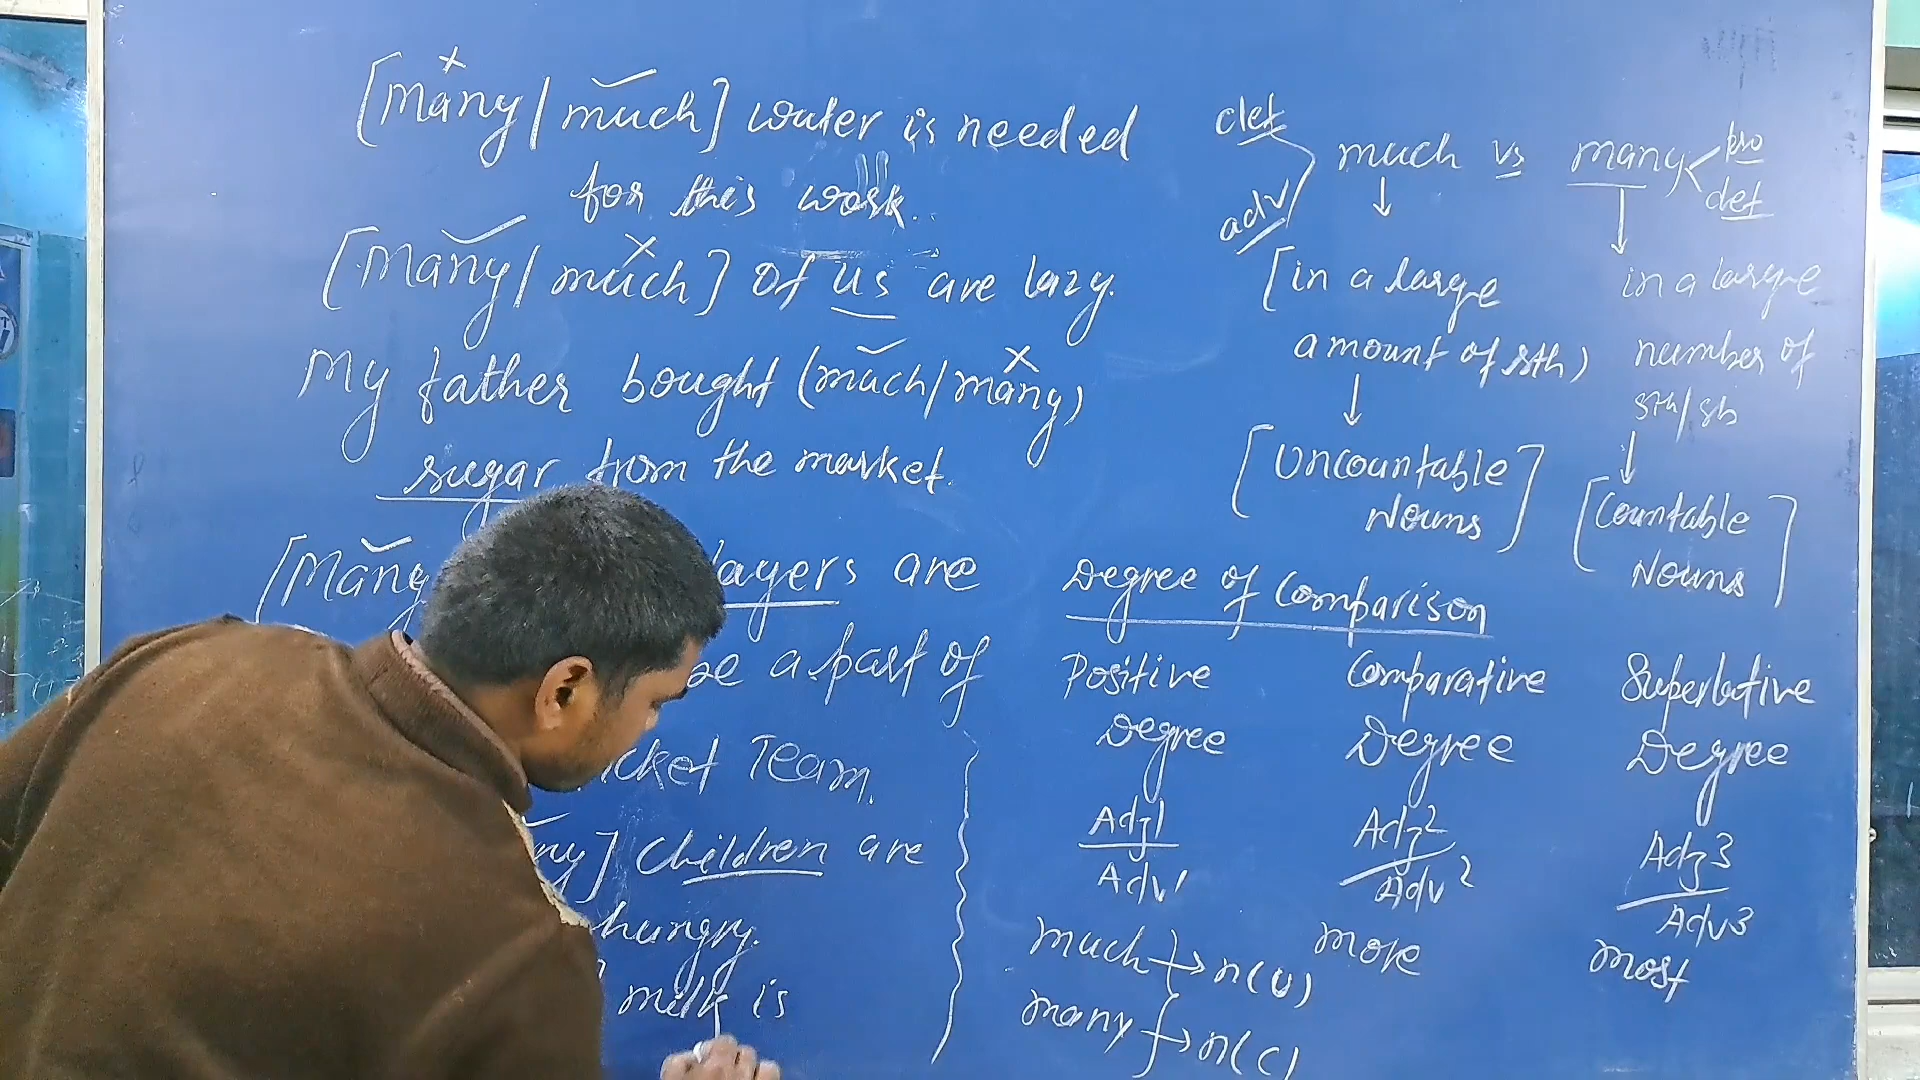 [Many/much] water is needed
for this work.
[Many/much] of us are lazy.
My father bought (much/many)
sugar from the market.
[Many layers are
be a part of
icket Team.
ny] children are
hungry.
milk is
det
adv
much vs many
pro
det
[in a large
amount of sth)
[Uncountable
Nouns]
in a large
number of
sth/sb
[Countable
Nouns]
Degree of Comparison
Positive
Degree
Adj1
Adv1
Comparative
Degree
Adj2
Adv2
Superlative
Degree
Adj3
Adv3
much → n(U)
many → n(C)
more
most